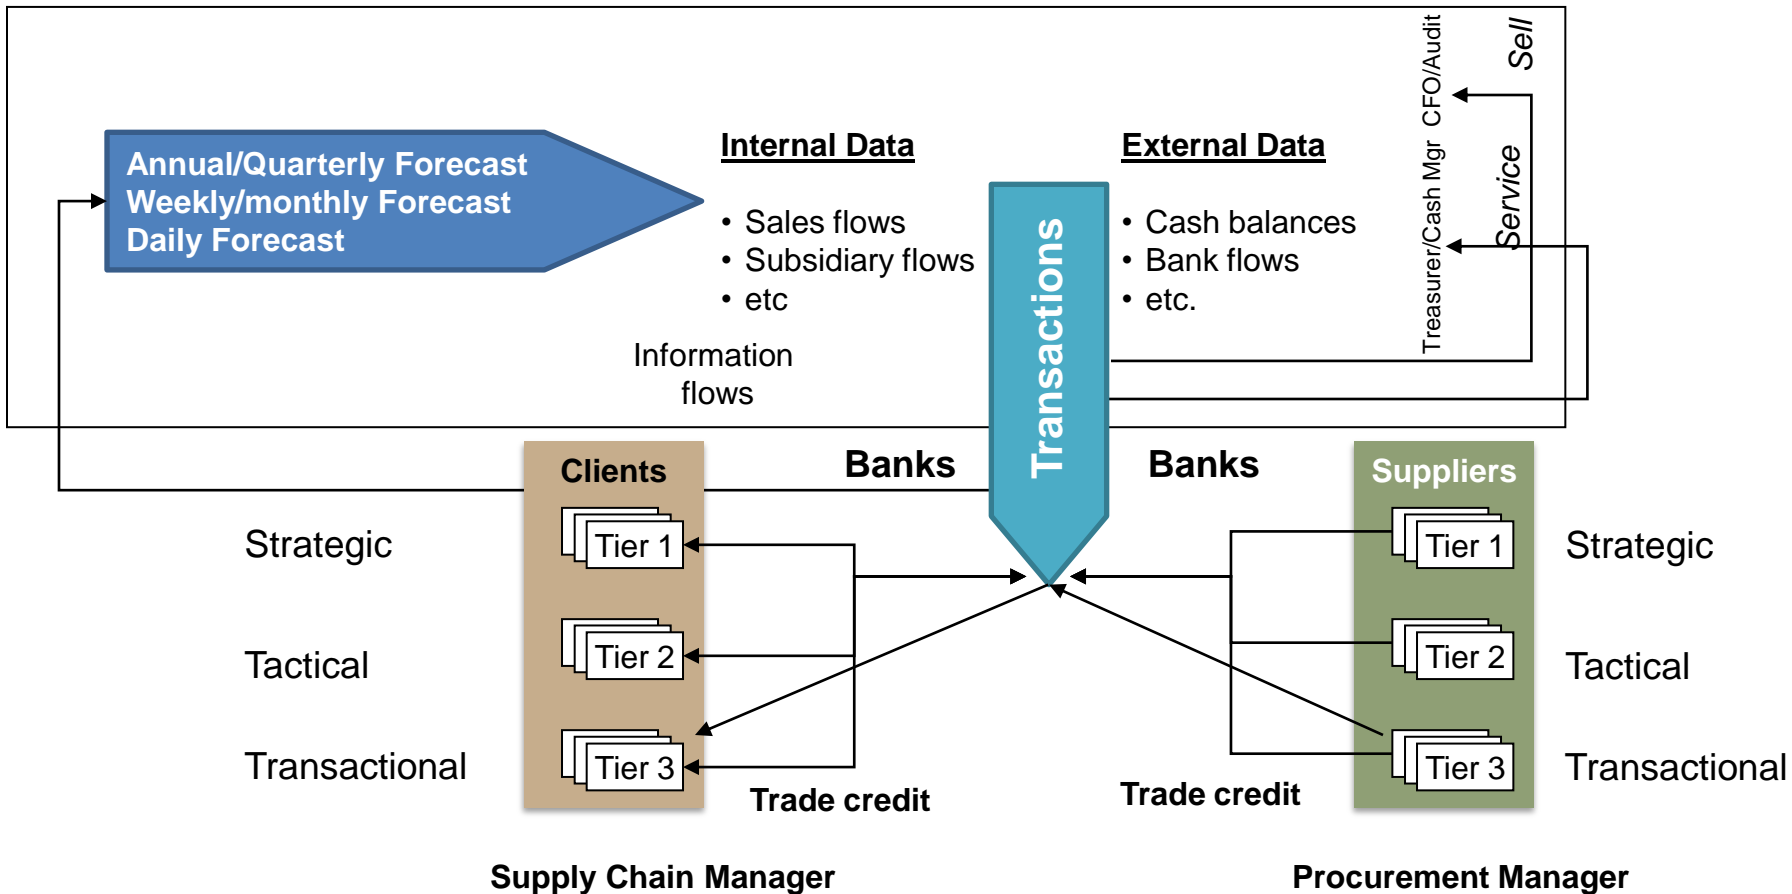 Annual/Quarterly Forecast
Weekly/monthly Forecast
Daily Forecast
Internal Data
• Sales flows
• Subsidiary flows
• etc
Information
flows
Transactions
External Data
• Cash balances
• Bank flows
• etc.
Treasurer/Cash Mgr CFO/Audit
Service
Sell
Banks
Banks
Clients
Tier 1
Tier 2
Tier 3
Strategic
Tactical
Transactional
Suppliers
Tier 1
Tier 2
Tier 3
Strategic
Tactical
Transactional
Trade credit
Trade credit
Supply Chain Manager
Procurement Manager